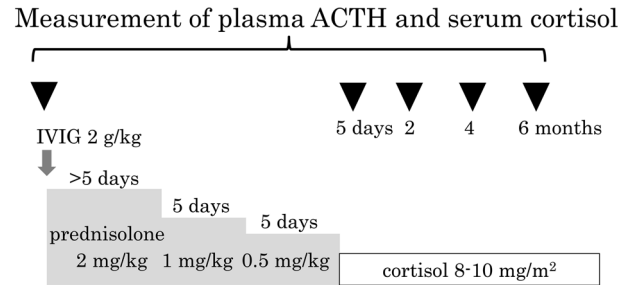 Measurement of plasma ACTH and serum cortisol
5 days 2 4 6 months
IVIG 2 g/kg
>5 days
5 days
5 days
prednisolone
2 mg/kg 1 mg/kg 0.5 mg/kg
cortisol 8-10 mg/m²